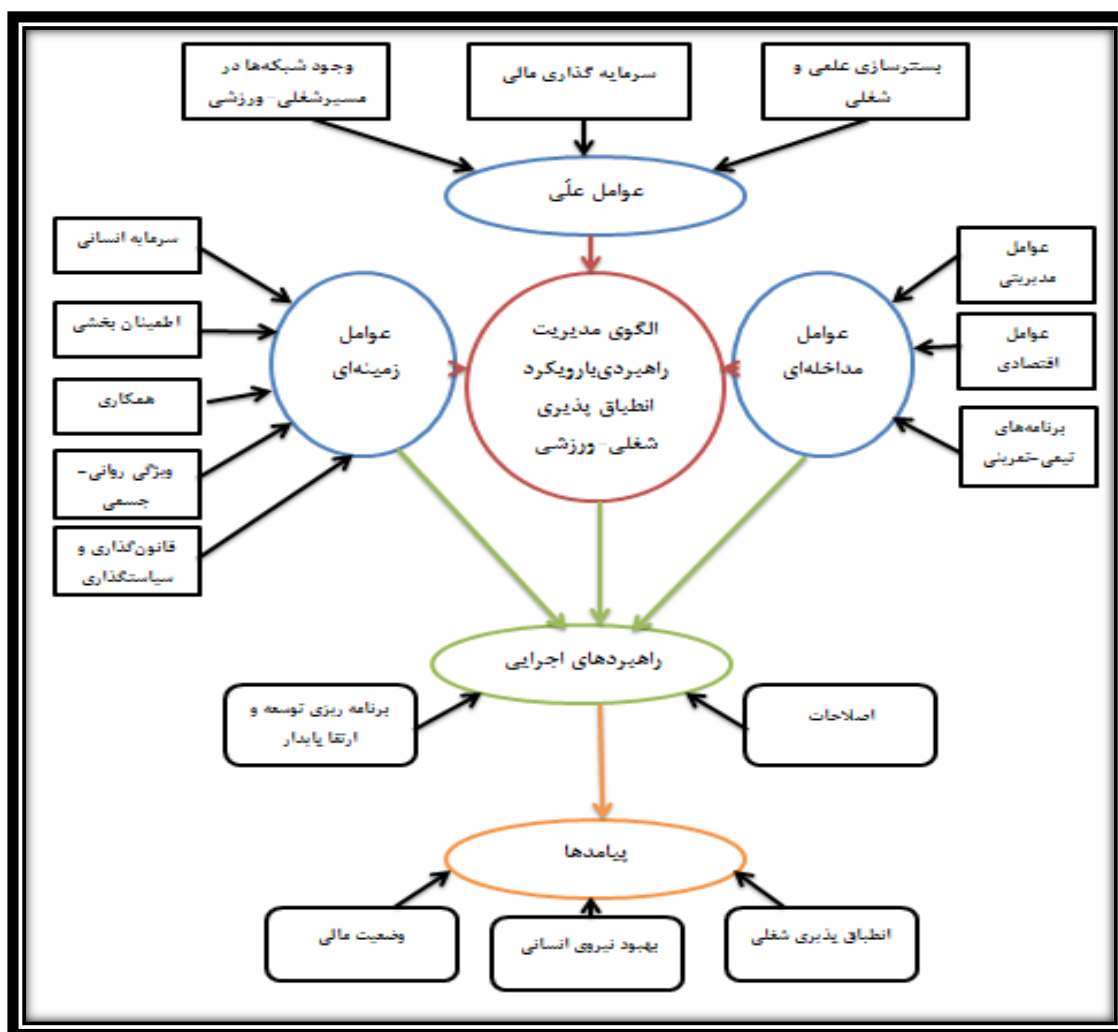 بسترسازی علمی و
شغلی
سرمایه گذاری مالی
وجود شبکه‌ها در
مسیرشغلی-ورزشی
عوامل علّی
عوامل
مدیریتی
عوامل
اقتصادی
برنامه‌های
تیمی-تمرینی
عوامل
مداخله‌ای
الگوی مدیریت
راهبردی‌بارویکرد
انطباق پذیری
شغلی-ورزشی
عوامل
زمینه‌ای
سرمایه انسانی
اطمینان بخشی
همکاری
ویژگی روانی-
جسمی
قانون‌گذاری و
سیاستگذاری
راهبردهای اجرایی
اصلاحات
برنامه ریزی توسعه و
ارتقا پایدار
پیامدها
انطباق پذیری شغلی
بهبود نیروی انسانی
وضعیت مالی